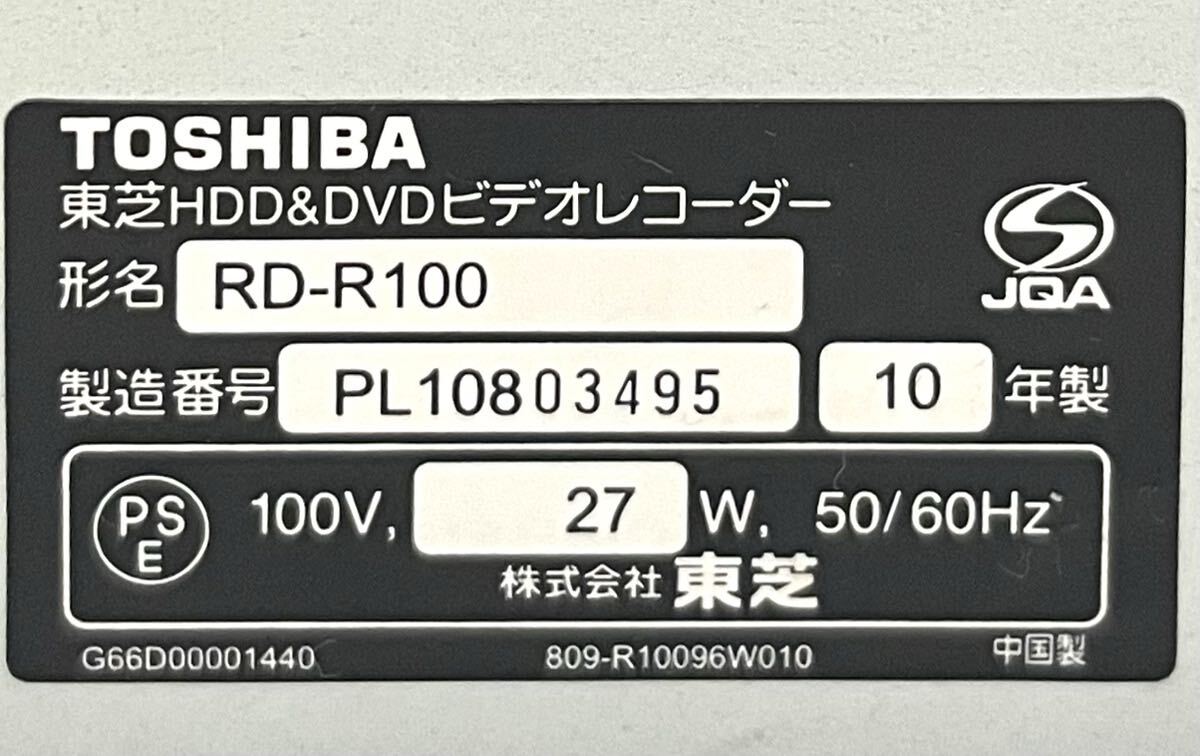 TOSHIBA
東芝HDD&DVDビデオレコーダー
形名 RD-R100
JQA
製造番号 PL10803495 10 年製
PSE 100V, 27 W, 50/60Hz
株式会社 東芝
G66D00001440 809-R10096W010 中国製